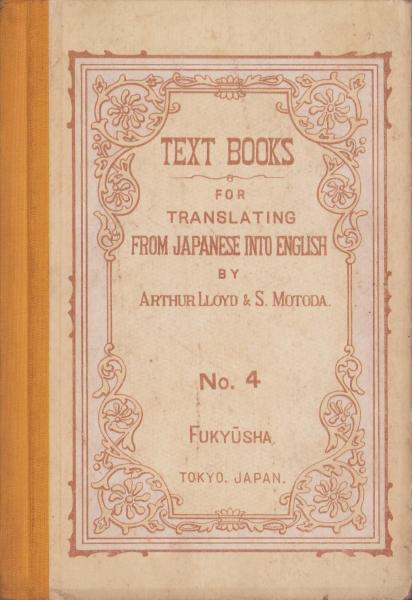 TEXT BOOKS
FOR
TRANSLATING
FROM JAPANESE INTO ENGLISH
BY
ARTHUR LLOYD & S. MOTODA.
No. 4
FUKYŪSHA,
TOKYO, JAPAN.